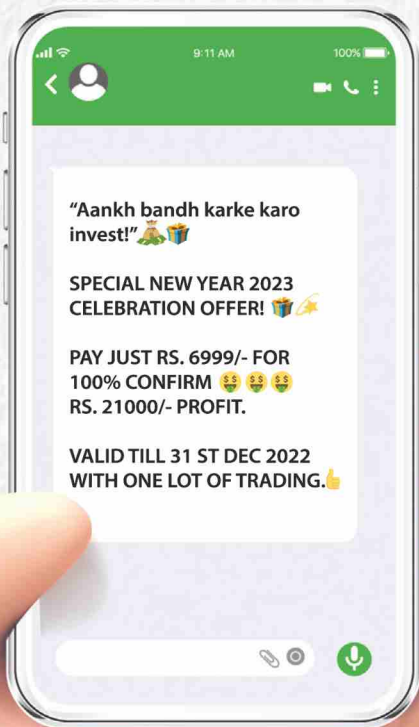 9:11 AM
100%
“Aankh bandh karke karo
invest!”💰🎁
SPECIAL NEW YEAR 2023
CELEBRATION OFFER! 🎁💫
PAY JUST RS. 6999/- FOR
100% CONFIRM 🤑🤑🤑
RS. 21000/- PROFIT.
VALID TILL 31 ST DEC 2022
WITH ONE LOT OF TRADING.👍